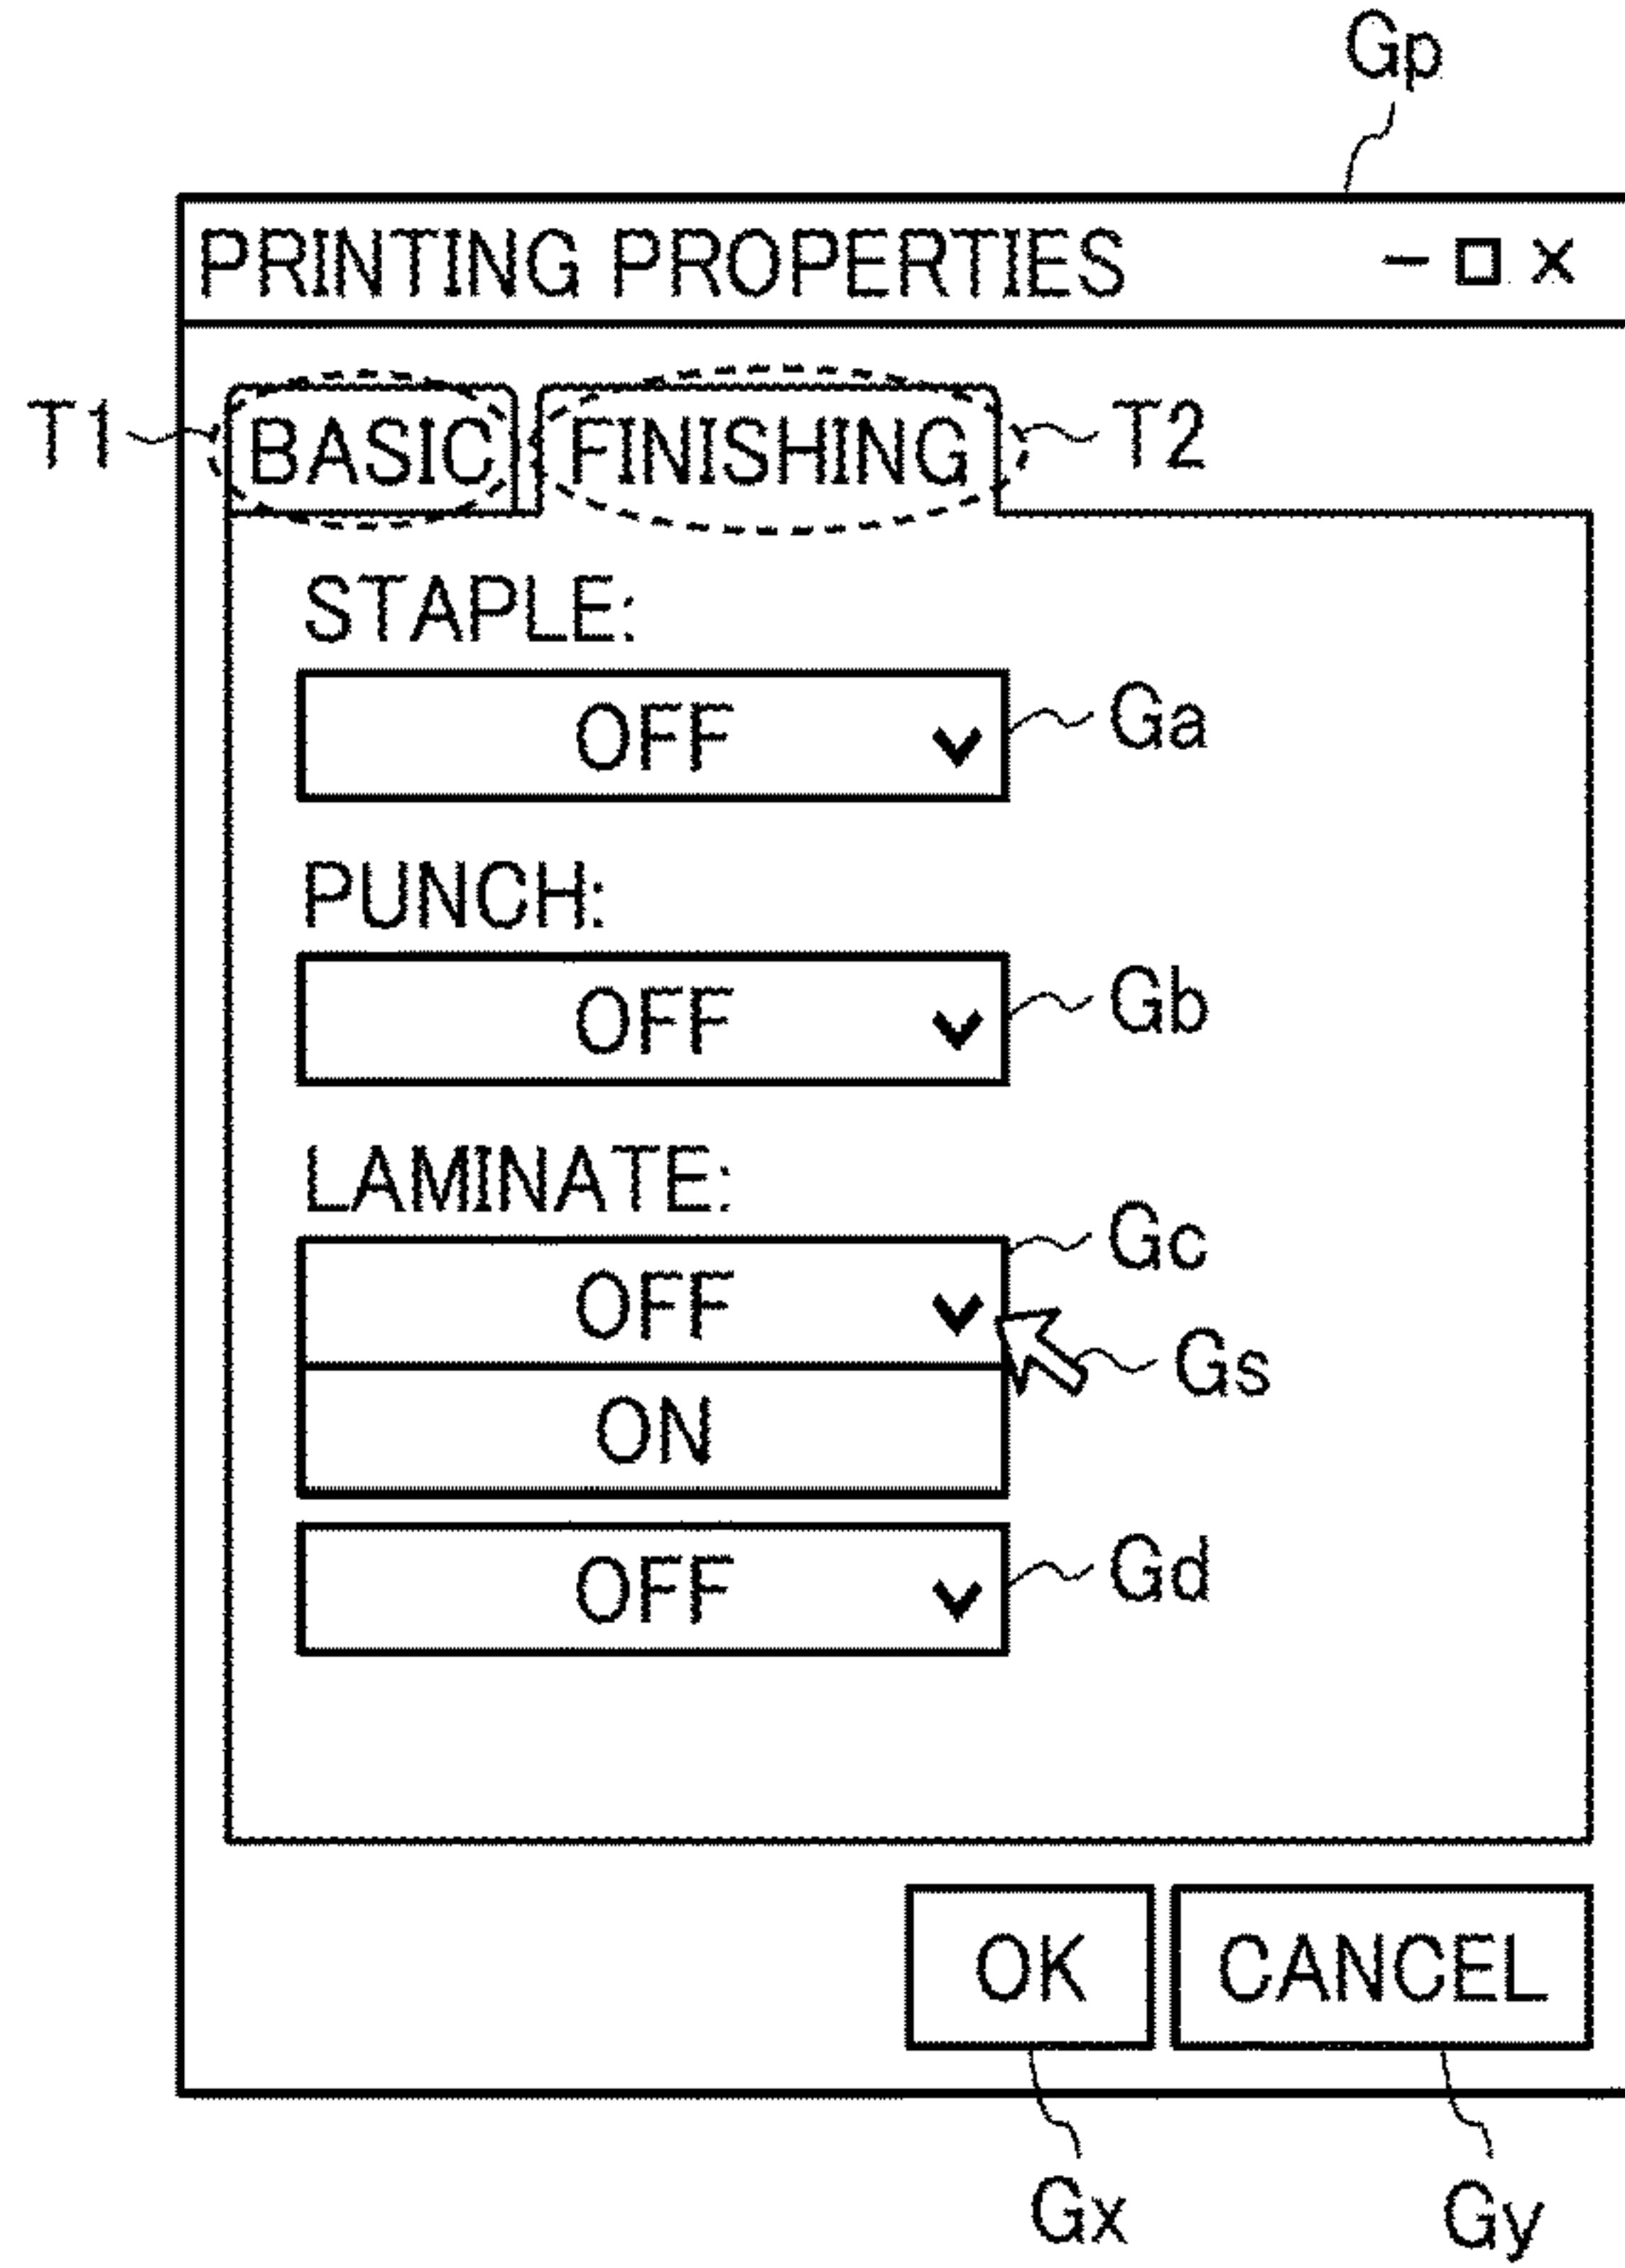 Gp
PRINTING PROPERTIES
T1 BASIC FINISHING T2
STAPLE:
OFF Ga
PUNCH:
OFF Gb
LAMINATE:
OFF Gc
Gs
ON
OFF Gd
OK CANCEL
Gx Gy